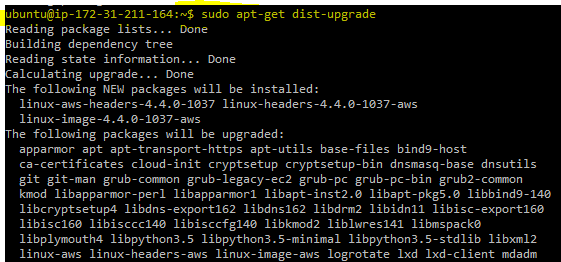 ubuntu@ip-172-31-211-164:~$ sudo apt-get dist-upgrade
Reading package lists... Done
Building dependency tree
Reading state information... Done
Calculating upgrade... Done
The following NEW packages will be installed:
  linux-aws-headers-4.4.0-1037 linux-headers-4.4.0-1037-aws
  linux-image-4.4.0-1037-aws
The following packages will be upgraded:
  apparmor apt apt-transport-https apt-utils base-files bind9-host
  ca-certificates cloud-init cryptsetup cryptsetup-bin dnsmasq-base dnsutils
  git git-man grub-common grub-legacy-ec2 grub-pc grub-pc-bin grub2-common
  kmod libapparmor-perl libapparmor1 libapt-inst2.0 libapt-pkg5.0 libbind9-140
  libcryptsetup4 libdns-export162 libdns162 libdrm2 libidn11 libisc-export160
  libisc160 libisccc140 libisccfg140 libkmod2 liblwres141 libmspack0
  libplymouth4 libpython3.5 libpython3.5-minimal libpython3.5-stdlib libxml2
  linux-aws linux-headers-aws linux-image-aws logrotate lxd lxd-client mdadm